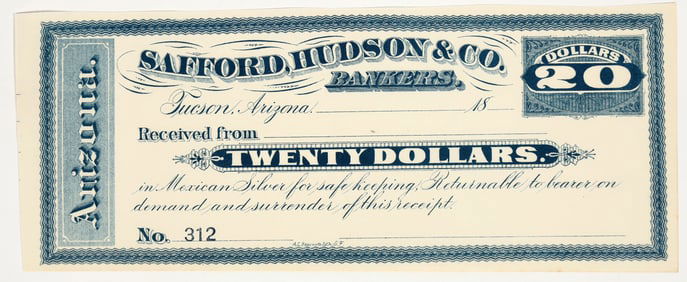 Arizona.
SAFFORD, HUDSON & CO.
BANKERS.
DOLLARS
20
Tucson, Arizona, 18
Received from
TWENTY DOLLARS.
in Mexican Silver for safe keeping, Returnable to bearer on
demand and surrender of this receipt.
No. 312